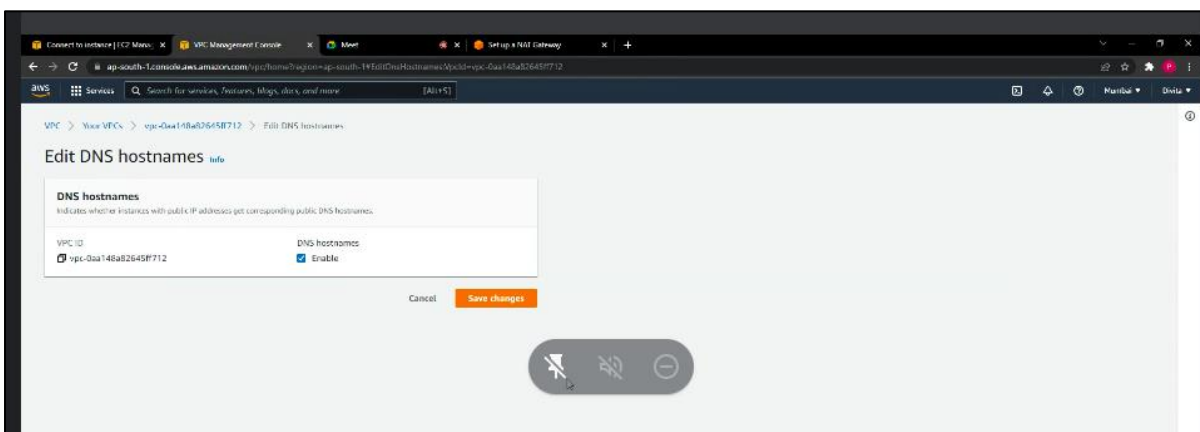 Connect to instance | EC2 Manag X VPC Management Console X Meet X Set up a NAT Gateway X +
ap-south-1.console.aws.amazon.com/vpc/home?region=ap-south-1#EditDnsHostnames:VpcId=vpc-0aa148a82645ff712
aws Services Search for services, features, blogs, docs, and more [Alt+S] Mumbai Divita
VPC > Your VPCs > vpc-0aa148a82645ff712 > Edit DNS hostnames
Edit DNS hostnames Info
DNS hostnames
Indicates whether instances with public IP addresses get corresponding public DNS hostnames.
VPC ID DNS hostnames
vpc-0aa148a82645ff712 Enable
Cancel Save changes